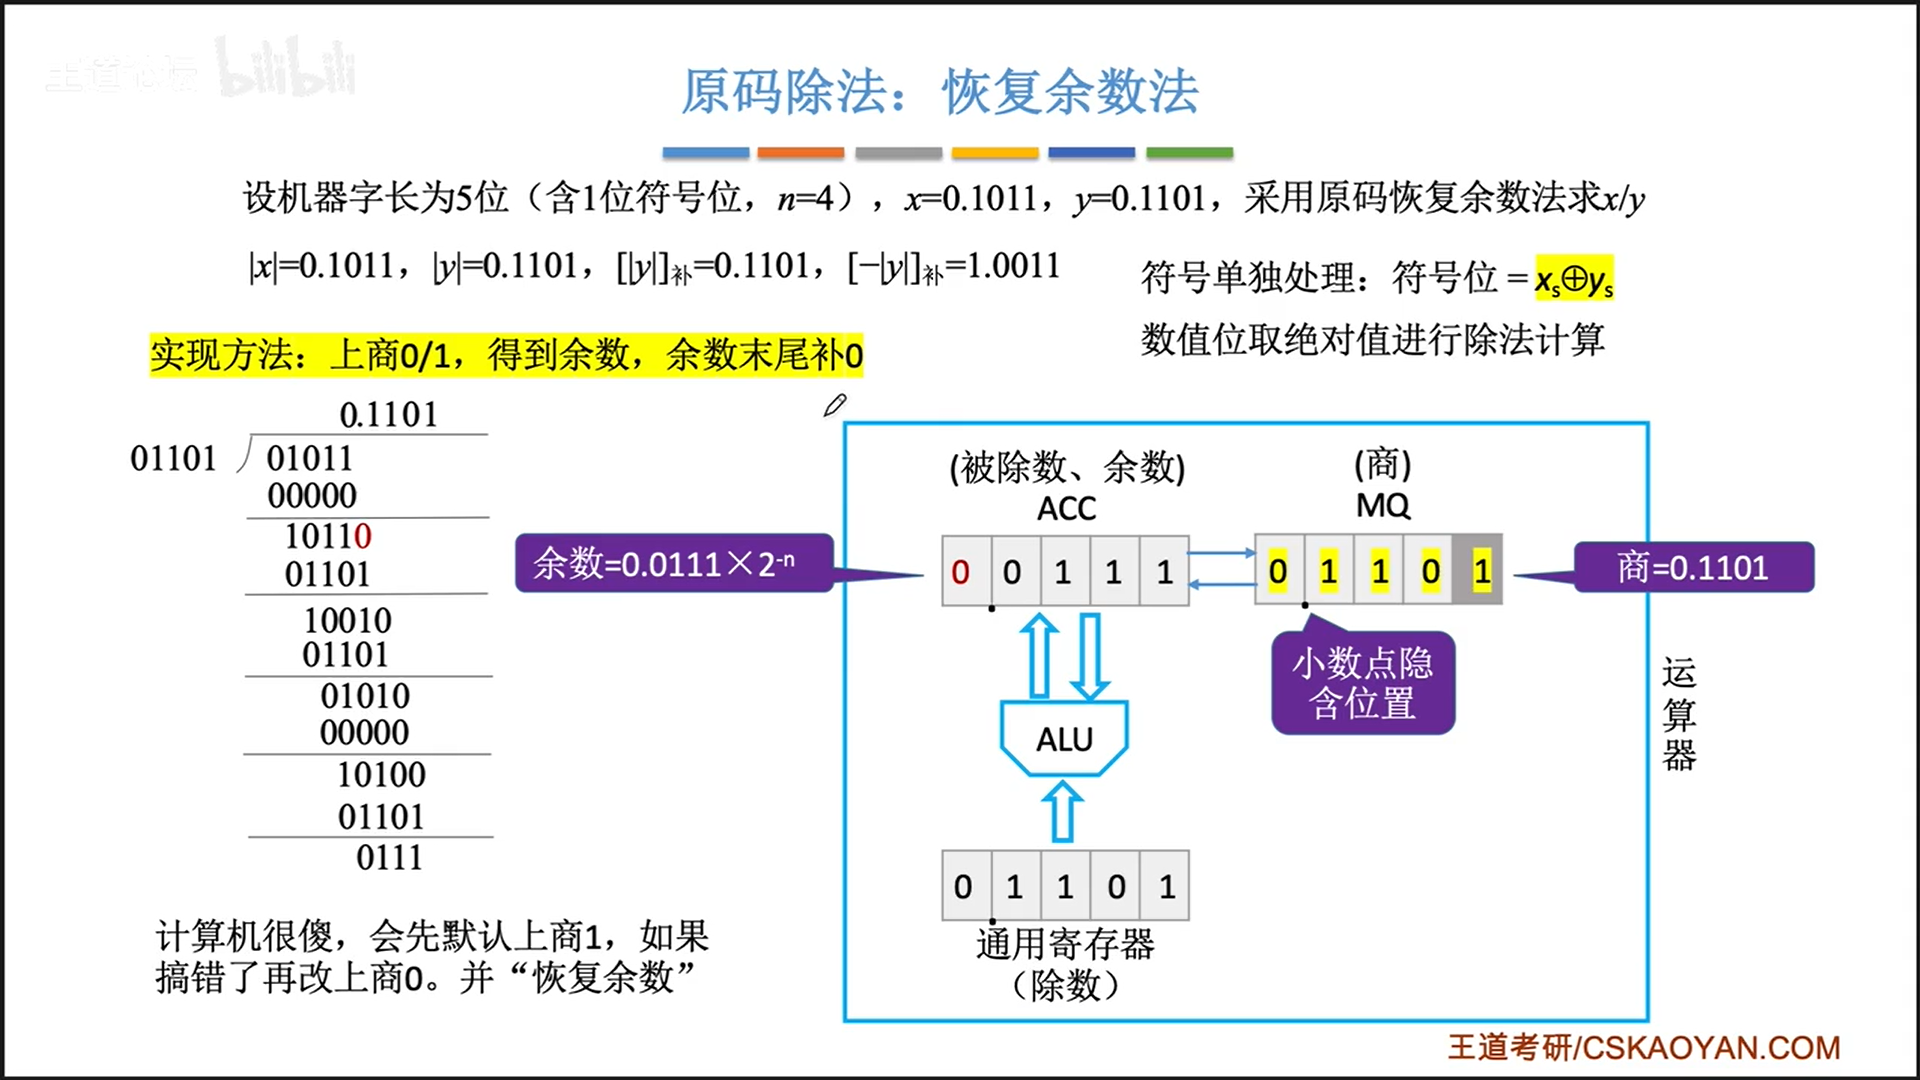 王道论坛 bilibili
原码除法：恢复余数法
设机器字长为5位（含1位符号位，n=4），x=0.1011，y=0.1101，采用原码恢复余数法求x/y
|x|=0.1011，|y|=0.1101，[|y|]补=0.1101，[−|y|]补=1.0011
符号单独处理：符号位 = xs⊕ys
数值位取绝对值进行除法计算
实现方法：上商0/1，得到余数，余数末尾补0
0.1101
01101 01011
00000
10110
01101
10010
01101
01010
00000
10100
01101
0111
计算机很傻，会先默认上商1，如果
搞错了再改上商0。并“恢复余数”
(被除数、余数)
ACC
(商)
MQ
余数=0.0111×2-n
0 0 1 1 1
0 1 1 0 1
商=0.1101
小数点隐
含位置
ALU
0 1 1 0 1
通用寄存器
（除数）
运算器
王道考研/CSKAOYAN.COM